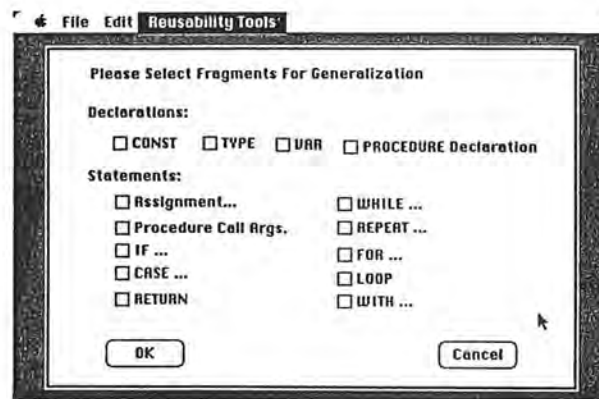 File Edit Reusability Tools
Please Select Fragments For Generalization
Declarations:
CONST TYPE VAR PROCEDURE Declaration
Statements:
Assignment... WHILE ...
Procedure Call Args. REPEAT ...
IF ... FOR ...
CASE ... LOOP
RETURN WITH ...
OK Cancel